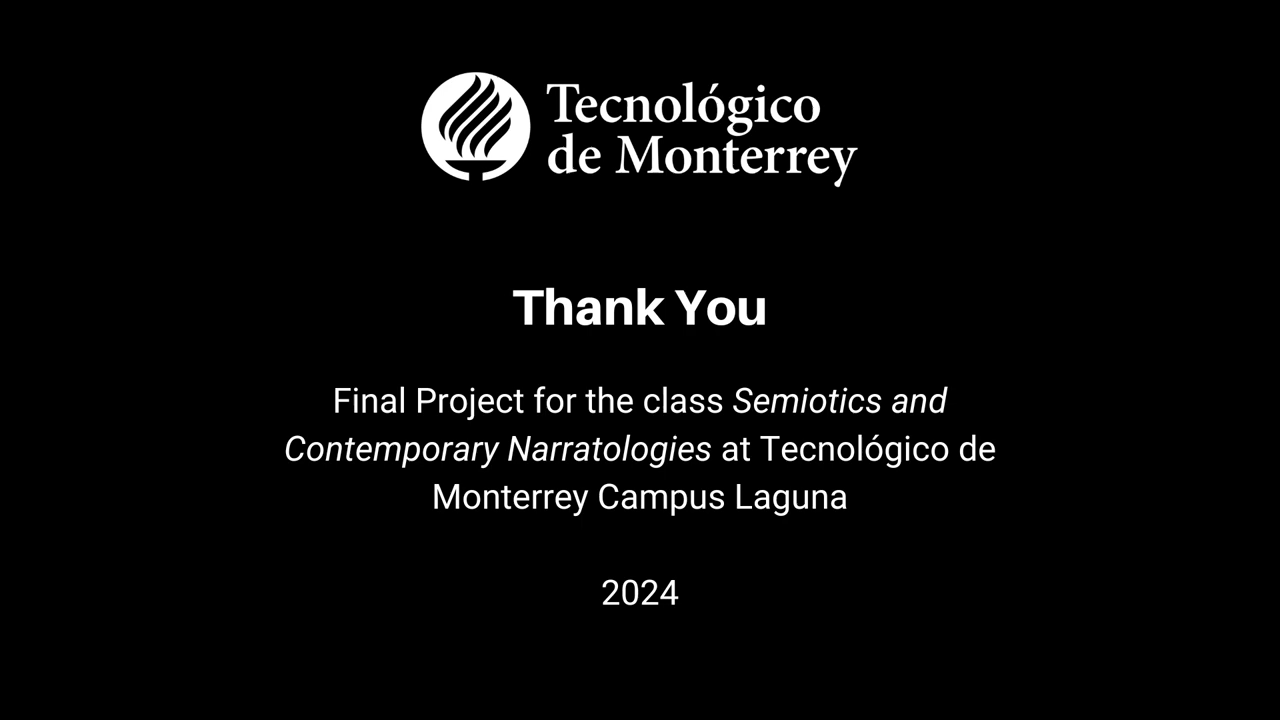 Tecnológico
de Monterrey
Thank You
Final Project for the class Semiotics and
Contemporary Narratologies at Tecnológico de
Monterrey Campus Laguna
2024